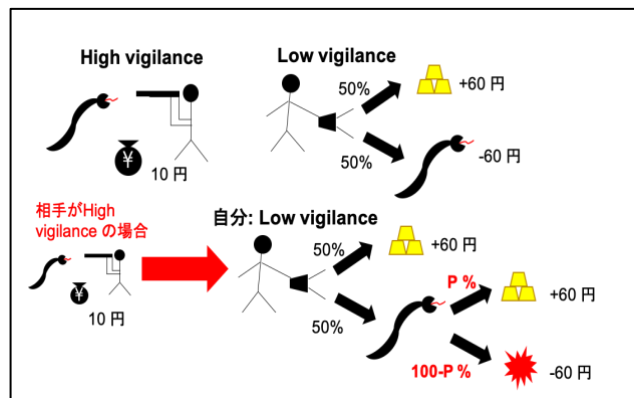 High vigilance
Low vigilance
50%
+60 円
50%
-60 円
¥
10 円
相手がHigh
vigilance の場合
自分: Low vigilance
50%
+60 円
¥
10 円
50%
P %
+60 円
100-P %
-60 円